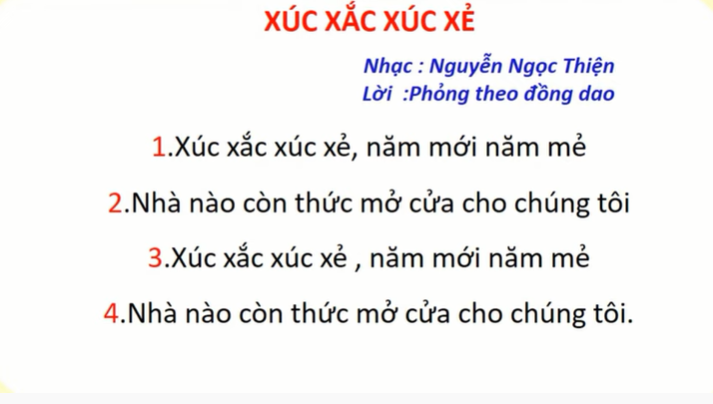 XÚC XẮC XÚC XẺ
Nhạc : Nguyễn Ngọc Thiện
Lời :Phỏng theo đồng dao
1.Xúc xắc xúc xẻ, năm mới năm mẻ
2.Nhà nào còn thức mở cửa cho chúng tôi
3.Xúc xắc xúc xẻ , năm mới năm mẻ
4.Nhà nào còn thức mở cửa cho chúng tôi.